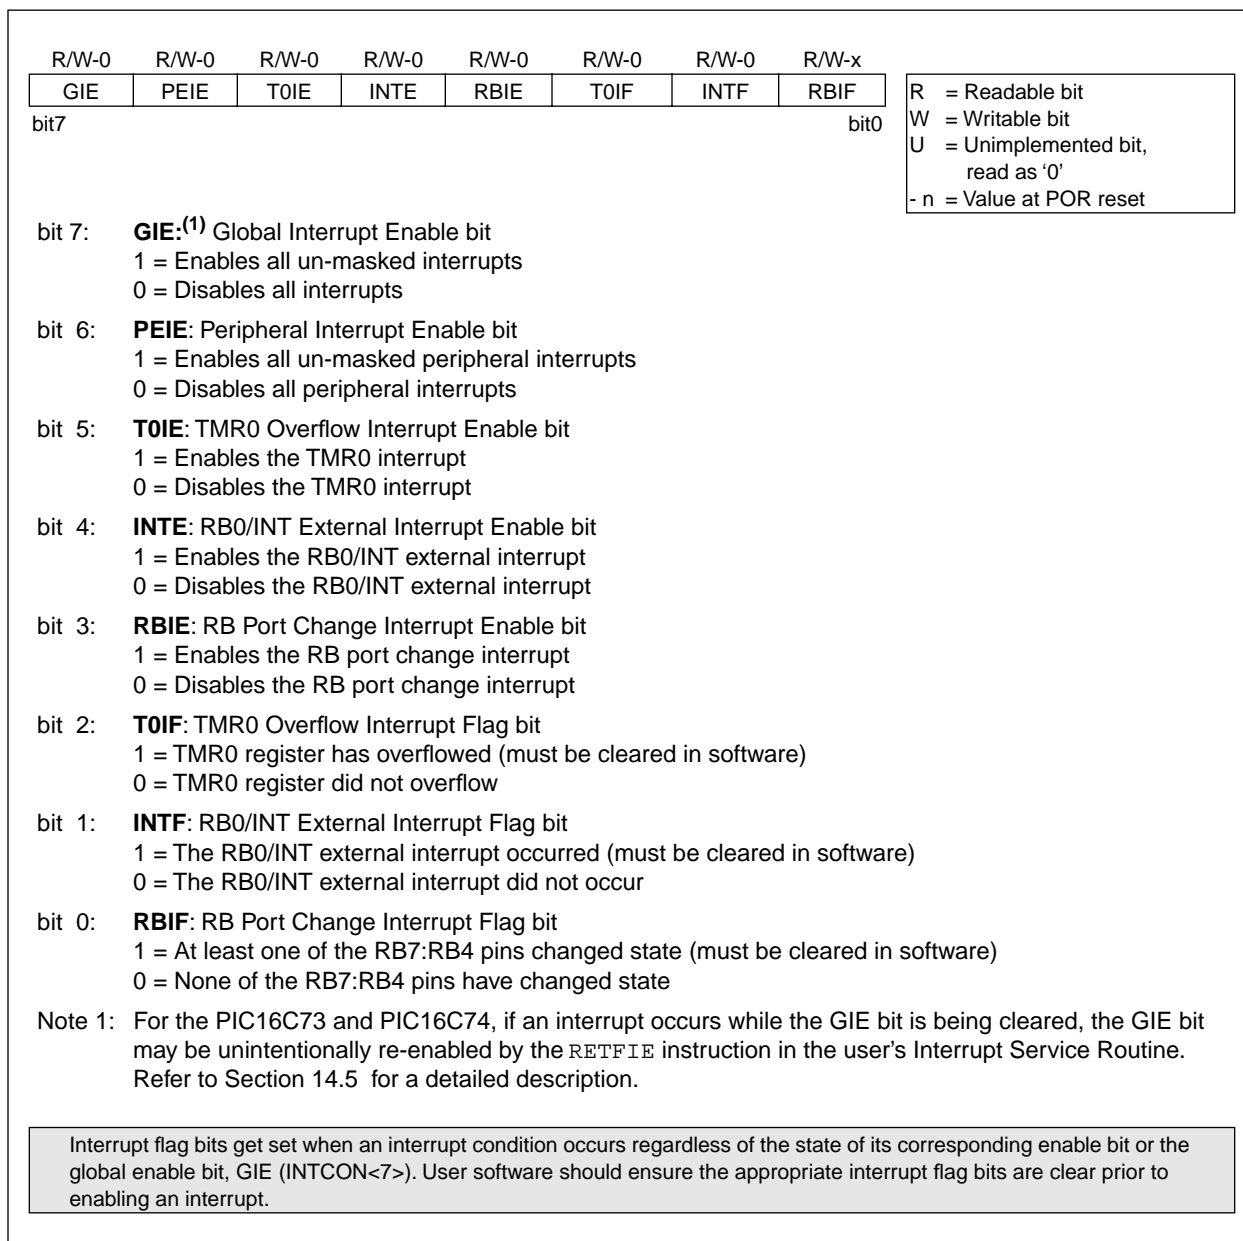 R/W-0 R/W-0 R/W-0 R/W-0 R/W-0 R/W-0 R/W-0 R/W-x
GIE PEIE T0IE INTE RBIE T0IF INTF RBIF
bit7 bit0
R = Readable bit
W = Writable bit
U = Unimplemented bit,
read as ‘0’
- n = Value at POR reset
bit 7: GIE:(1) Global Interrupt Enable bit
1 = Enables all un-masked interrupts
0 = Disables all interrupts
bit 6: PEIE: Peripheral Interrupt Enable bit
1 = Enables all un-masked peripheral interrupts
0 = Disables all peripheral interrupts
bit 5: T0IE: TMR0 Overflow Interrupt Enable bit
1 = Enables the TMR0 interrupt
0 = Disables the TMR0 interrupt
bit 4: INTE: RB0/INT External Interrupt Enable bit
1 = Enables the RB0/INT external interrupt
0 = Disables the RB0/INT external interrupt
bit 3: RBIE: RB Port Change Interrupt Enable bit
1 = Enables the RB port change interrupt
0 = Disables the RB port change interrupt
bit 2: T0IF: TMR0 Overflow Interrupt Flag bit
1 = TMR0 register has overflowed (must be cleared in software)
0 = TMR0 register did not overflow
bit 1: INTF: RB0/INT External Interrupt Flag bit
1 = The RB0/INT external interrupt occurred (must be cleared in software)
0 = The RB0/INT external interrupt did not occur
bit 0: RBIF: RB Port Change Interrupt Flag bit
1 = At least one of the RB7:RB4 pins changed state (must be cleared in software)
0 = None of the RB7:RB4 pins have changed state
Note 1: For the PIC16C73 and PIC16C74, if an interrupt occurs while the GIE bit is being cleared, the GIE bit
may be unintentionally re-enabled by the RETFIE instruction in the user's Interrupt Service Routine.
Refer to Section 14.5 for a detailed description.
Interrupt flag bits get set when an interrupt condition occurs regardless of the state of its corresponding enable bit or the
global enable bit, GIE (INTCON<7>). User software should ensure the appropriate interrupt flag bits are clear prior to
enabling an interrupt.